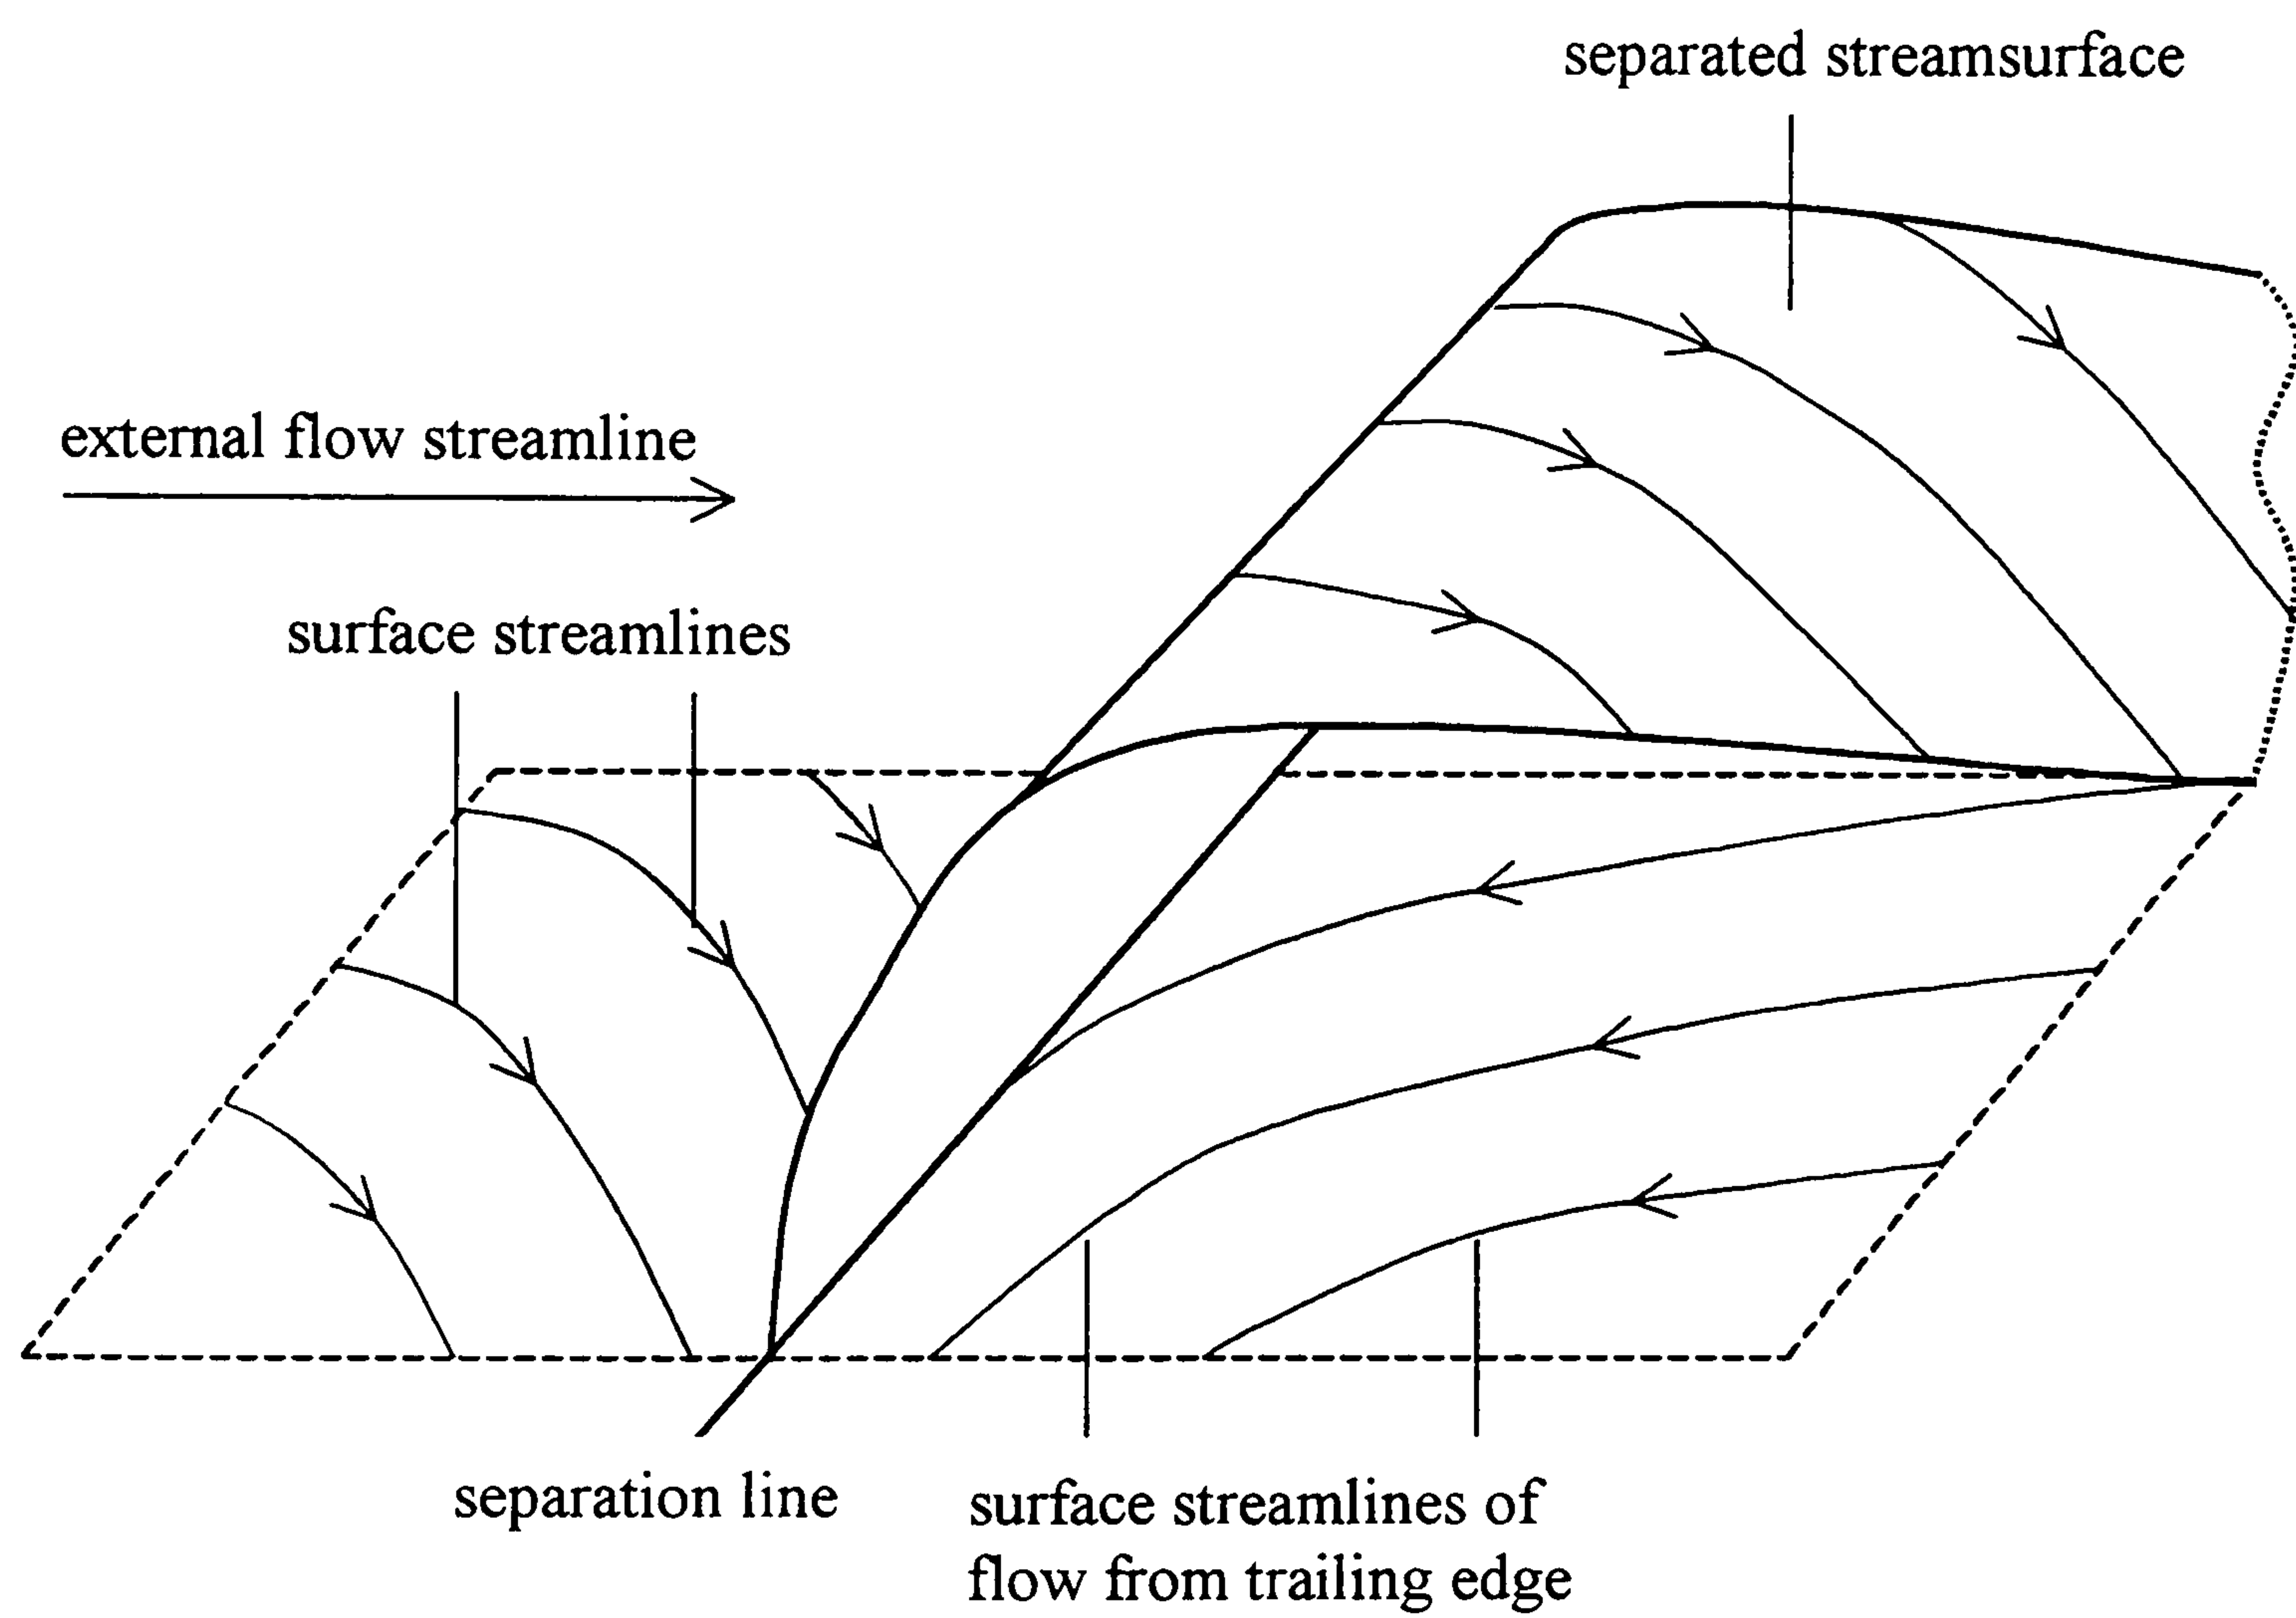 separated streamsurface
external flow streamline
surface streamlines
separation line
surface streamlines of
flow from trailing edge